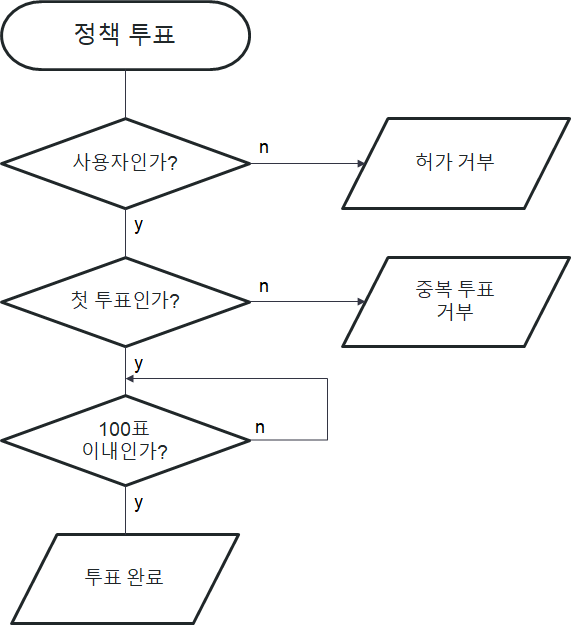 정책 투표
사용자인가?
n
허가 거부
y
첫 투표인가?
n
중복 투표
거부
y
100표
이내인가?
n
y
투표 완료